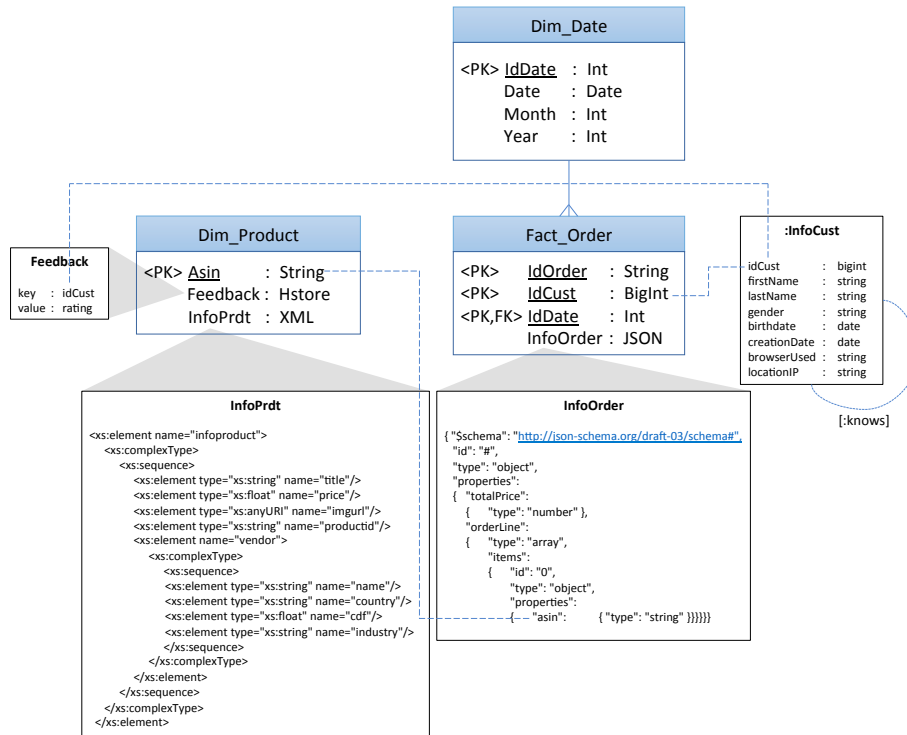 Dim_Date
<PK> IdDate : Int
Date : Date
Month : Int
Year : Int
Dim_Product
<PK> Asin : String
Feedback : Hstore
InfoPrdt : XML
Fact_Order
<PK> IdOrder : String
<PK> IdCust : BigInt
<PK,FK> IdDate : Int
InfoOrder : JSON
Feedback
key : idCust
value : rating
:InfoCust
idCust : bigint
firstName : string
lastName : string
gender : string
birthdate : date
creationDate : date
browserUsed : string
locationIP : string
[:knows]
InfoPrdt
<xs:element name="infoproduct">
<xs:complexType>
<xs:sequence>
<xs:element type="xs:string" name="title"/>
<xs:element type="xs:float" name="price"/>
<xs:element type="xs:anyURI" name="imgurl"/>
<xs:element type="xs:string" name="productid"/>
<xs:element name="vendor">
<xs:complexType>
<xs:sequence>
<xs:element type="xs:string" name="name"/>
<xs:element type="xs:string" name="country"/>
<xs:element type="xs:float" name="cdf"/>
<xs:element type="xs:string" name="industry"/>
</xs:sequence>
</xs:complexType>
</xs:element>
</xs:sequence>
</xs:complexType>
</xs:element>
InfoOrder
{ "$schema": "http://json-schema.org/draft-03/schema#",
"id": "#",
"type": "object",
"properties":
{ "totalPrice":
{ "type": "number" },
"orderLine":
{ "type": "array",
"items":
{ "id": "0",
"type": "object",
"properties":
{ "asin": { "type": "string" }}}}}}